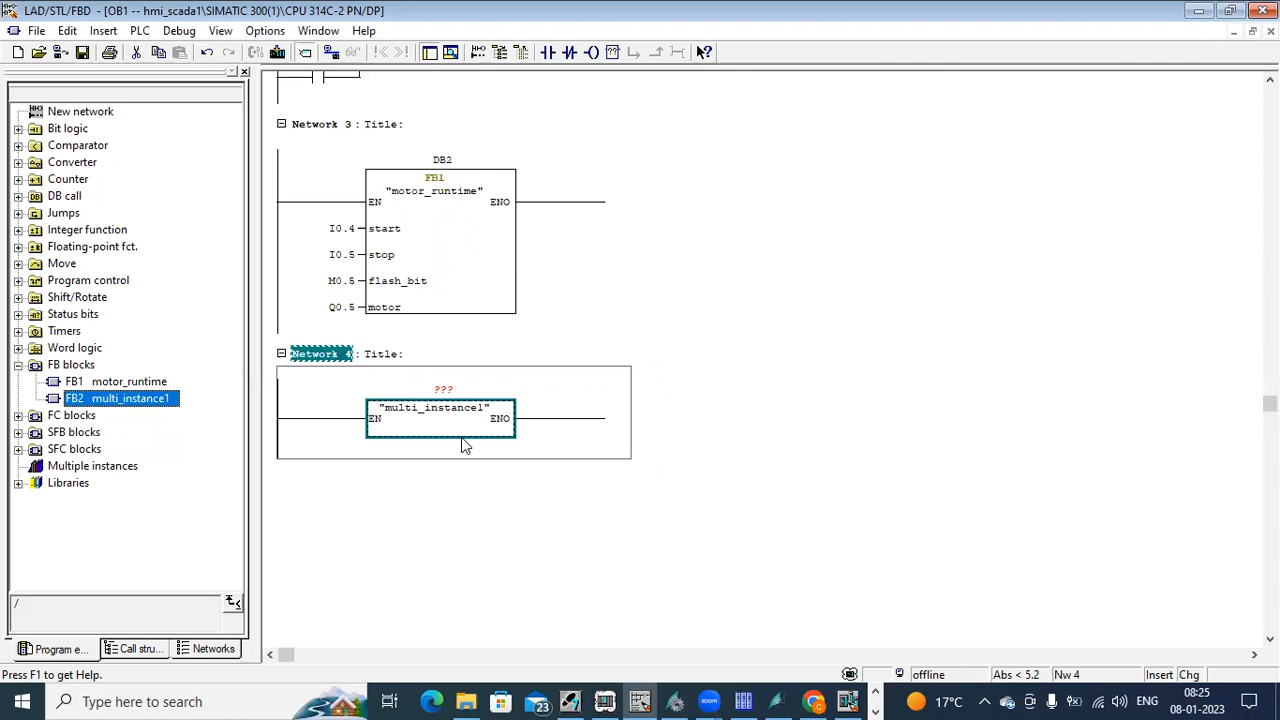 LAD/STL/FBD - [OB1 -- hmi_scada1\SIMATIC 300(1)\CPU 314C-2 PN/DP]
File Edit Insert PLC Debug View Options Window Help
New network
Bit logic
Comparator
Converter
Counter
DB call
Jumps
Integer function
Floating-point fct.
Move
Program control
Shift/Rotate
Status bits
Timers
Word logic
FB blocks
FB1 motor_runtime
FB2 multi_instance1
FC blocks
SFB blocks
SFC blocks
Multiple instances
Libraries
/
Program e... Call stru... Networks
Network 3 : Title:
DB2
FB1
"motor_runtime"
EN ENO
I0.4 start
I0.5 stop
M0.5 flash_bit
Q0.5 motor
Network 4 : Title:
???
"multi_instance1"
EN ENO
Press F1 to get Help. offline Abs < 5.2 Nw 4 Insert Chg
Type here to search 23 17°C ENG 08:25
08-01-2023